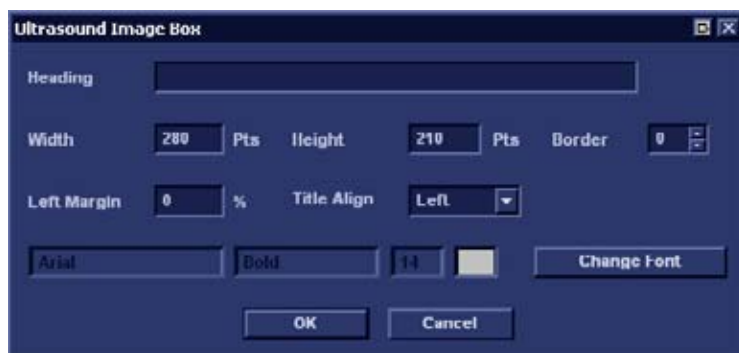 Ultrasound Image Box
Heading
Width 280 Pts Height 210 Pts Border 0
Left Margin 0 % Title Align Left
Arial Bold 14 Change Font
OK Cancel